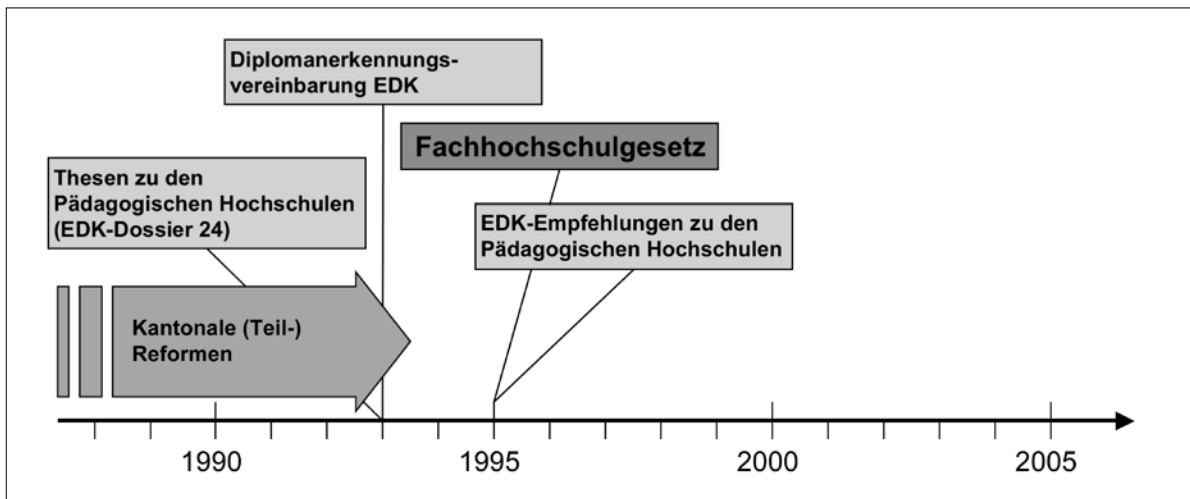 Diplomanerkennungs-
vereinbarung EDK
Fachhochschulgesetz
Thesen zu den
Pädagogischen Hochschulen
(EDK-Dossier 24)
EDK-Empfehlungen zu den
Pädagogischen Hochschulen
Kantonale (Teil-)
Reformen
1990
1995
2000
2005